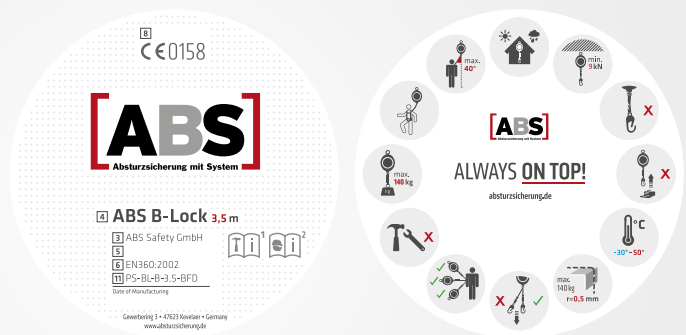 8
CE0158
[ABS]
Absturzsicherung mit System
4 ABS B-Lock 3,5 m
3 ABS Safety GmbH
5
6 EN360:2002
11 PS-BL-B-3,5-BFD
Date of Manufacturing
i 1 i 2
Gewerbering 3 • 47623 Kevelaer • Germany
www.absturzsicherung.de
max.
40°
min.
9 kN
X
[ABS]
Absturzsicherung mit System
ALWAYS ON TOP!
absturzsicherung.de
max.
140 kg
kg
X
°C
-30°-50°
X
X
max.
140 kg
r=0,5 mm